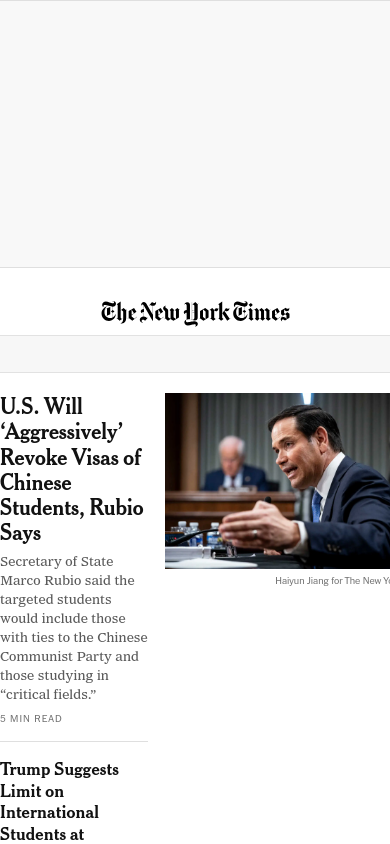 The New York Times
U.S. Will
‘Aggressively’
Revoke Visas of
Chinese
Students, Rubio
Says
Secretary of State
Marco Rubio said the
targeted students
would include those
with ties to the Chinese
Communist Party and
those studying in
“critical fields.”
5 MIN READ
Haiyun Jiang for The New Yo
Trump Suggests
Limit on
International
Students at